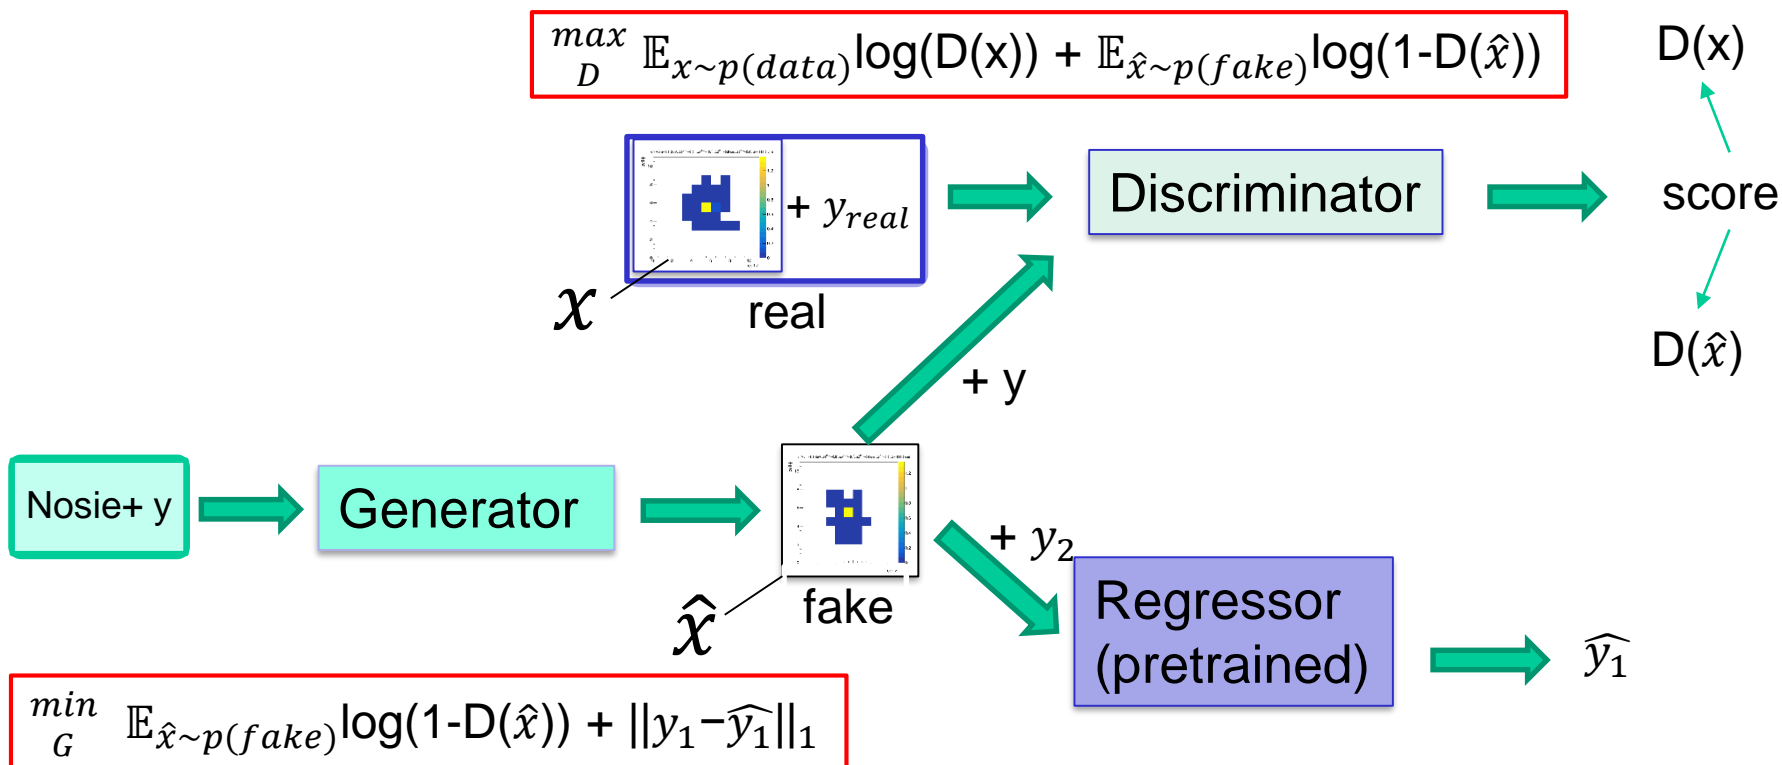 max
D 𝔼x~p(data)log(D(x)) + 𝔼x̂~p(fake)log(1-D(x̂))
D(x)
+ y_real
Discriminator
score
x
real
D(x̂)
+ y
Nosie+ y
Generator
+ y₂
fake
x̂
Regressor
(pretrained)
ŷ₁
min
G 𝔼x̂~p(fake)log(1-D(x̂)) + ||y₁−ŷ₁||₁